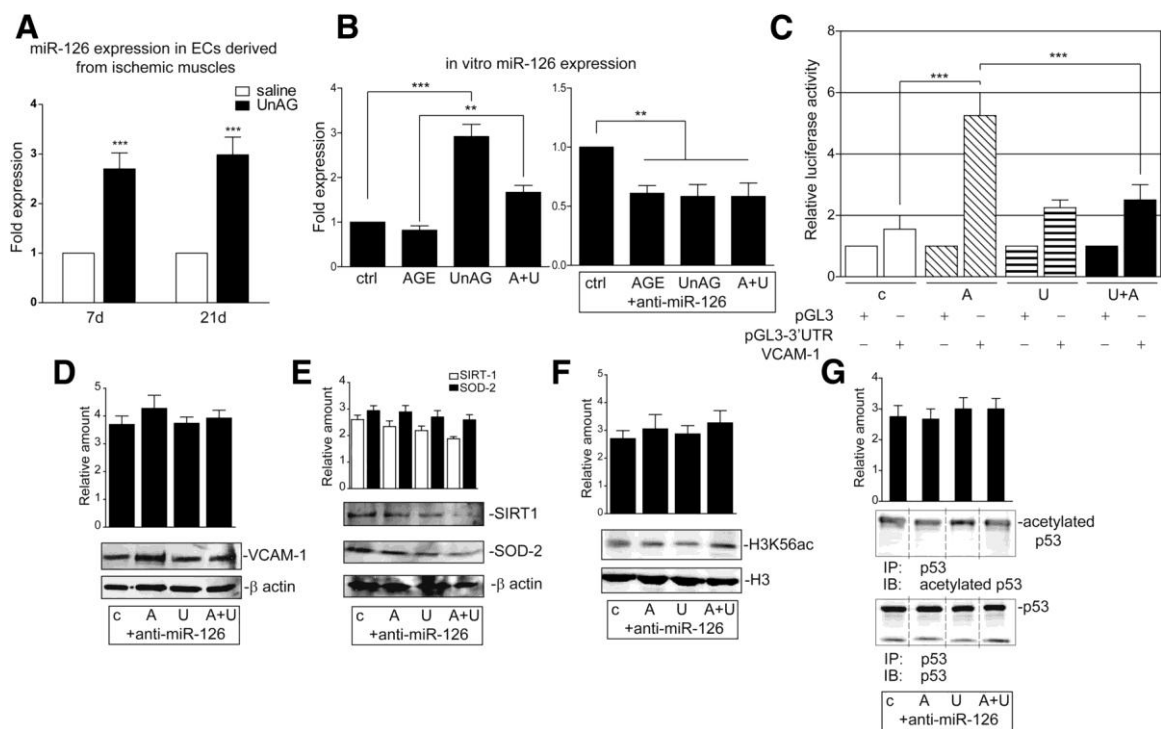 A
miR-126 expression in ECs derived
from ischemic muscles
saline
UnAG
Fold expression
4
3
2
1
0
***
***
7d
21d
B
in vitro miR-126 expression
***
**
Fold expression
4
3
2
1
0
ctrl
AGE
UnAG
A+U
**
1.5
1.0
0.5
0.0
ctrl
AGE
UnAG
A+U
+anti-miR-126
C
Relative luciferase activity
8
6
4
2
0
***
***
c
A
U
U+A
pGL3
+ – + – + – + –
pGL3-3'UTR
VCAM-1
– + – + – + – +
D
Relative amount
5
4
3
2
1
0
-VCAM-1
-β actin
c A U A+U
+anti-miR-126
E
SIRT-1
SOD-2
Relative amount
4
3
2
1
0
-SIRT1
-SOD-2
-β actin
c A U A+U
+anti-miR-126
F
Relative amount
5
4
3
2
1
0
-H3K56ac
-H3
c A U A+U
+anti-miR-126
G
Relative amount
5
4
3
2
1
0
-acetylated
p53
IP: p53
IB: acetylated p53
-p53
IP: p53
IB: p53
c A U A+U
+anti-miR-126